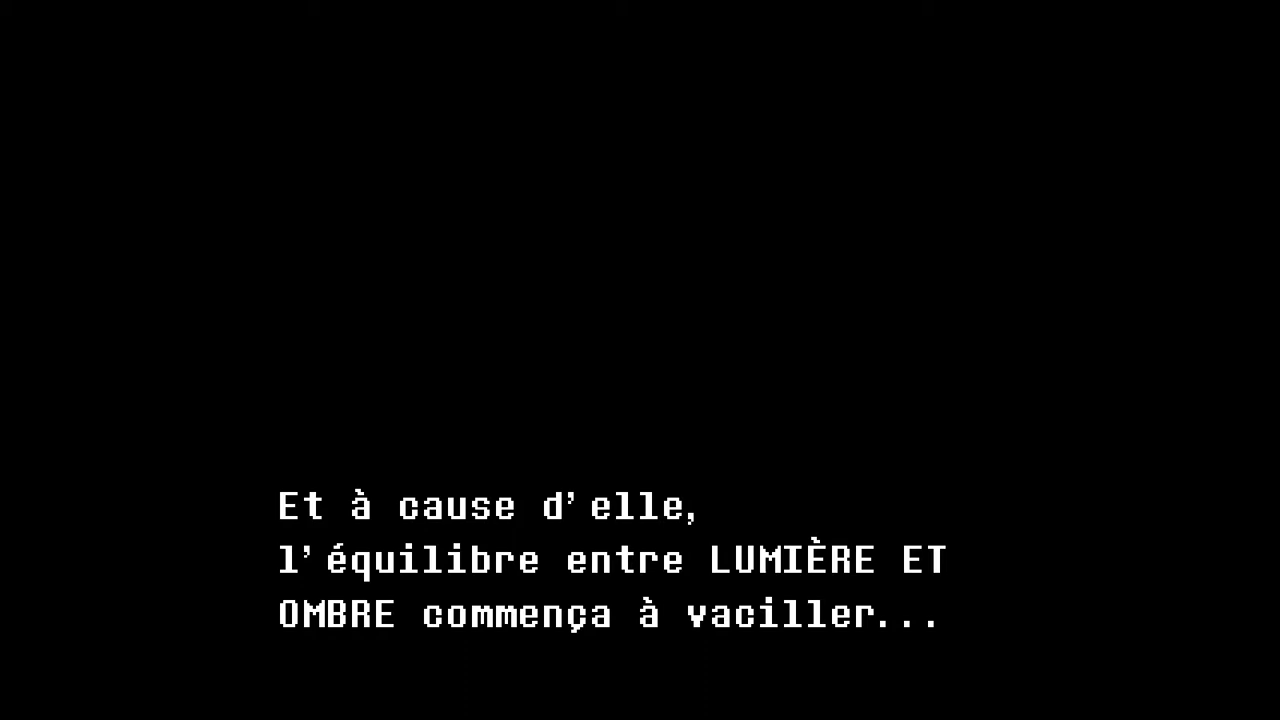 Et à cause d'elle,
l'équilibre entre LUMIÈRE ET
OMBRE commença à vaciller...